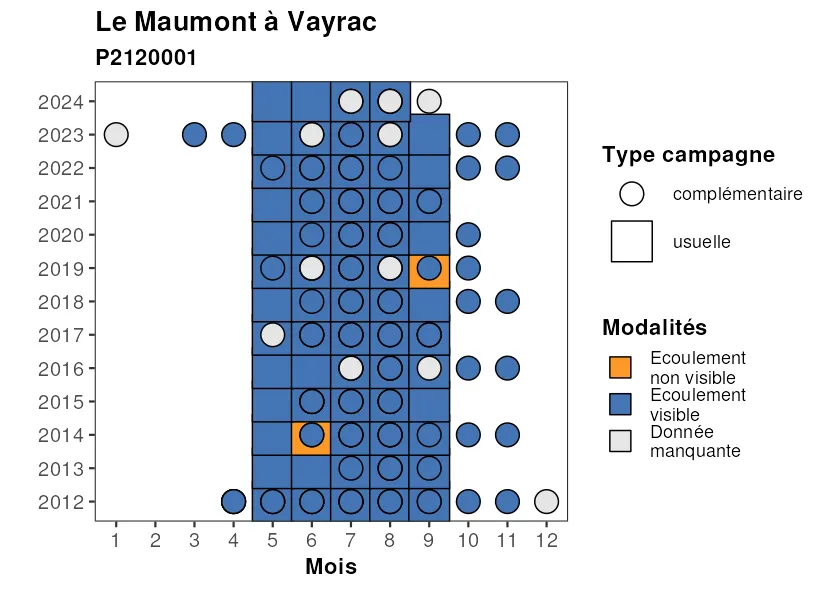 Le Maumont à Vayrac
P2120001
2024
2023
2022
2021
2020
2019
2018
2017
2016
2015
2014
2013
2012
1 2 3 4 5 6 7 8 9 10 11 12
Mois
Type campagne
complémentaire
usuelle
Modalités
Ecoulement
non visible
Ecoulement
visible
Donnée
manquante